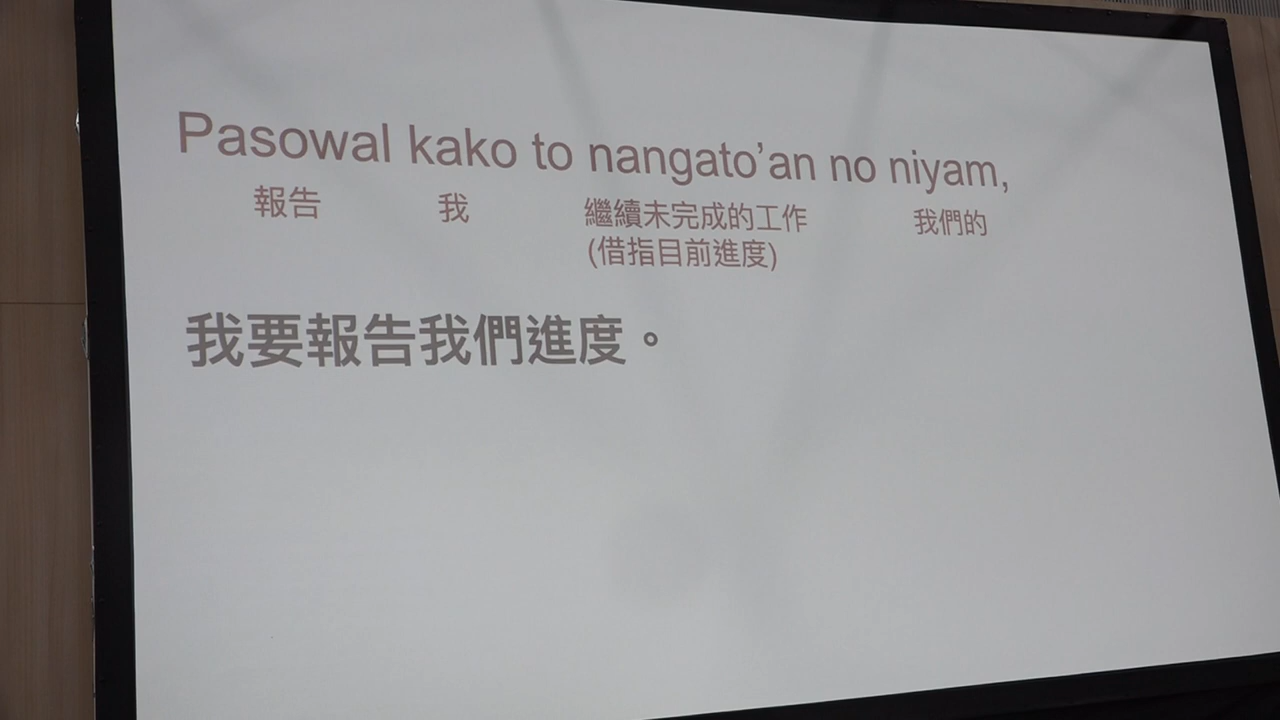 Pasowal kako to nangato’an no niyam,
報告 我 繼續未完成的工作 我們的
(借指目前進度)
我要報告我們進度。